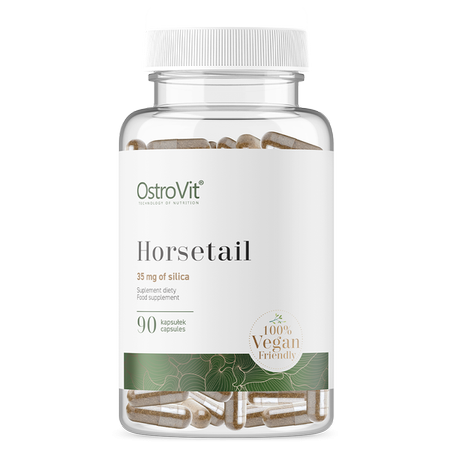 OstroVit®
TECHNOLOGY OF NUTRITION
Horsetail
35 mg of silica
Suplement diety
Food supplement
90 kapsułek
capsules
100%
Vegan
Friendly